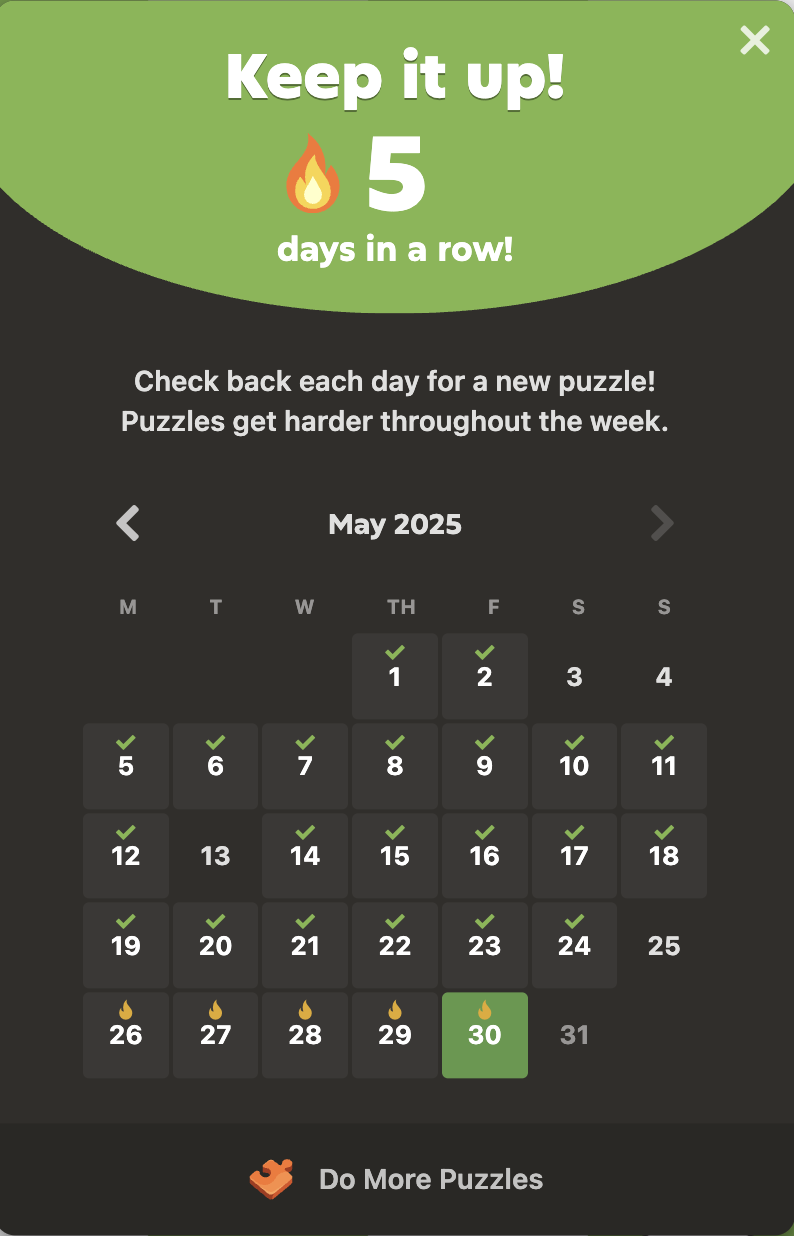 Keep it up!
5
days in a row!
Check back each day for a new puzzle!
Puzzles get harder throughout the week.
May 2025
M T W TH F S S
1 2 3 4
5 6 7 8 9 10 11
12 13 14 15 16 17 18
19 20 21 22 23 24 25
26 27 28 29 30 31
Do More Puzzles